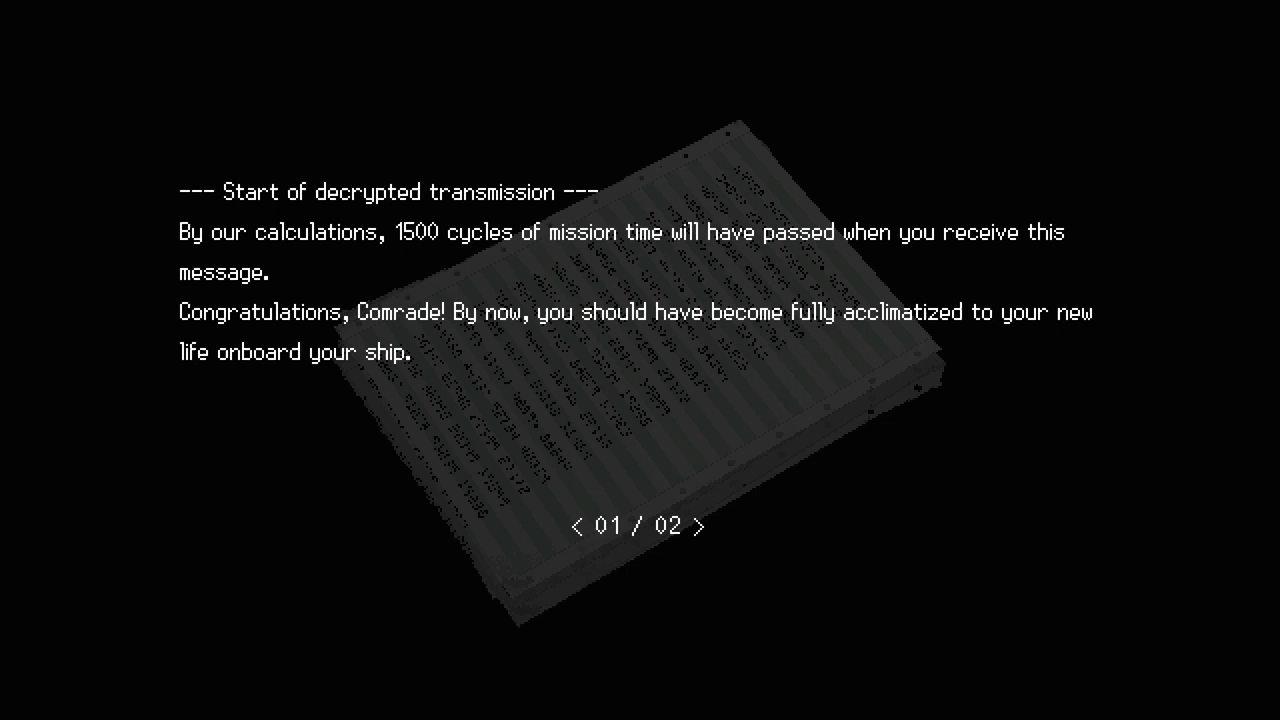 --- Start of decrypted transmission ---
By our calculations, 1500 cycles of mission time will have passed when you receive this
message.
Congratulations, Comrade! By now, you should have become fully acclimatized to your new
life onboard your ship.
< 01 / 02 >